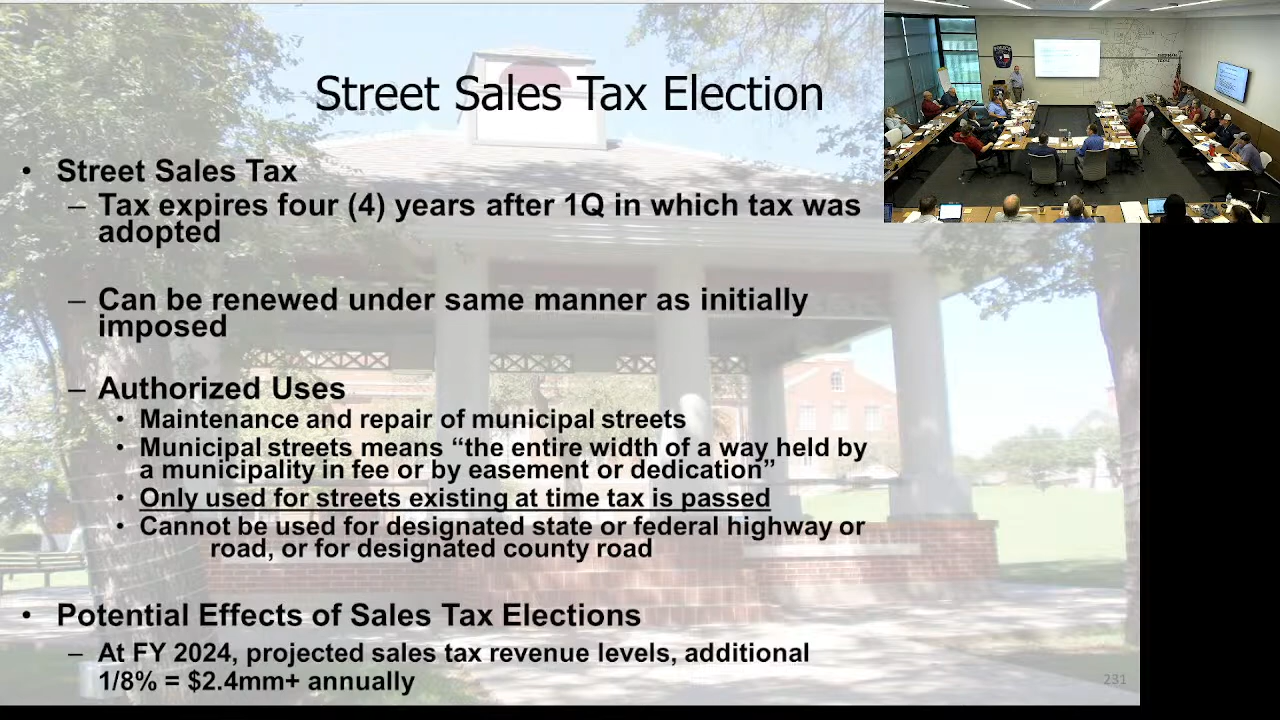 Street Sales Tax Election
• Street Sales Tax
– Tax expires four (4) years after 1Q in which tax was
adopted
– Can be renewed under same manner as initially
imposed
– Authorized Uses
• Maintenance and repair of municipal streets
• Municipal streets means “the entire width of a way held by
a municipality in fee or by easement or dedication”
• Only used for streets existing at time tax is passed
• Cannot be used for designated state or federal highway or
road, or for designated county road
• Potential Effects of Sales Tax Elections
– At FY 2024, projected sales tax revenue levels, additional
1/8% = $2.4mm+ annually
231